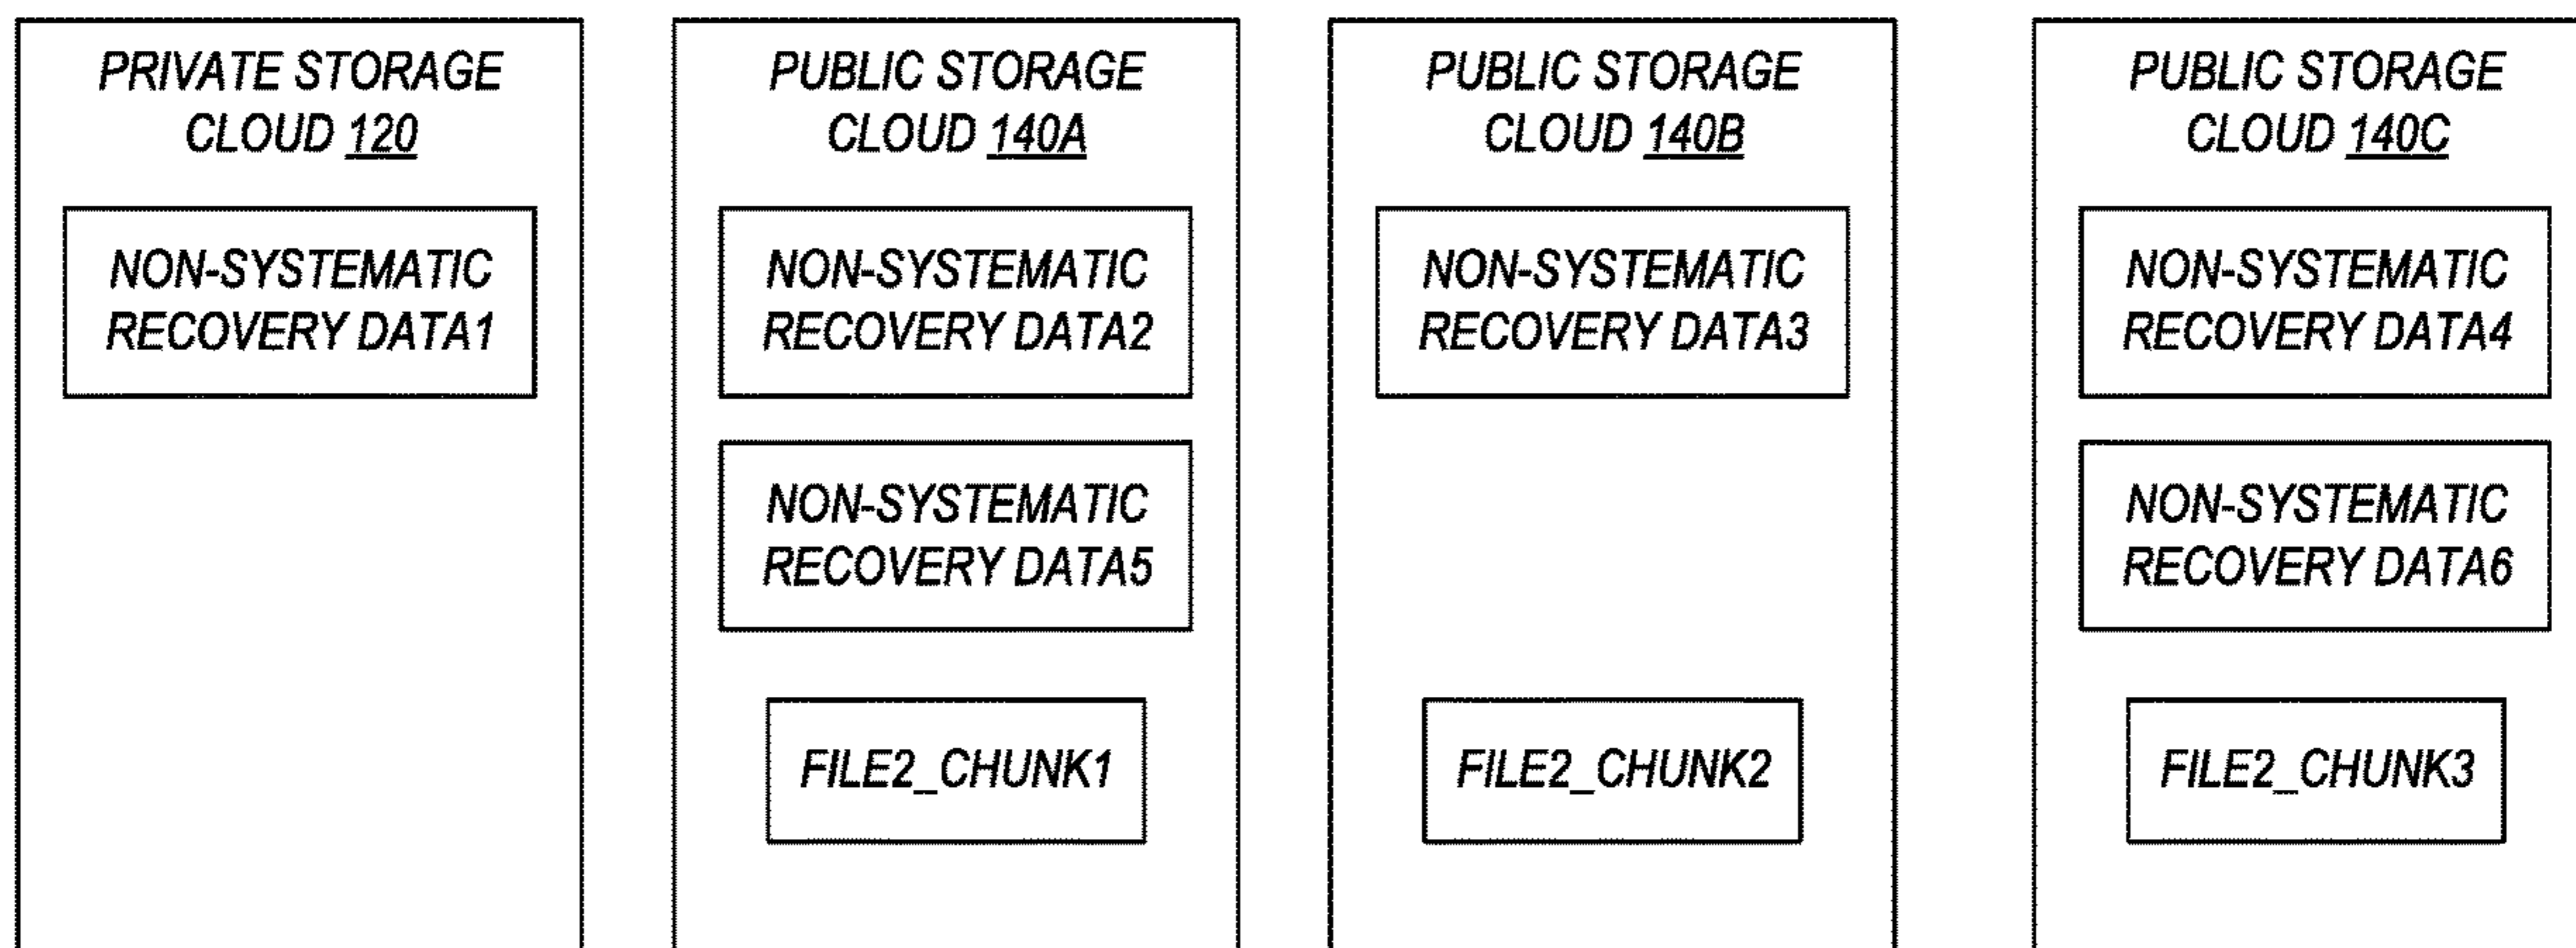 PRIVATE STORAGE
CLOUD 120
NON-SYSTEMATIC
RECOVERY DATA1
PUBLIC STORAGE
CLOUD 140A
NON-SYSTEMATIC
RECOVERY DATA2
NON-SYSTEMATIC
RECOVERY DATA5
FILE2_CHUNK1
PUBLIC STORAGE
CLOUD 140B
NON-SYSTEMATIC
RECOVERY DATA3
FILE2_CHUNK2
PUBLIC STORAGE
CLOUD 140C
NON-SYSTEMATIC
RECOVERY DATA4
NON-SYSTEMATIC
RECOVERY DATA6
FILE2_CHUNK3